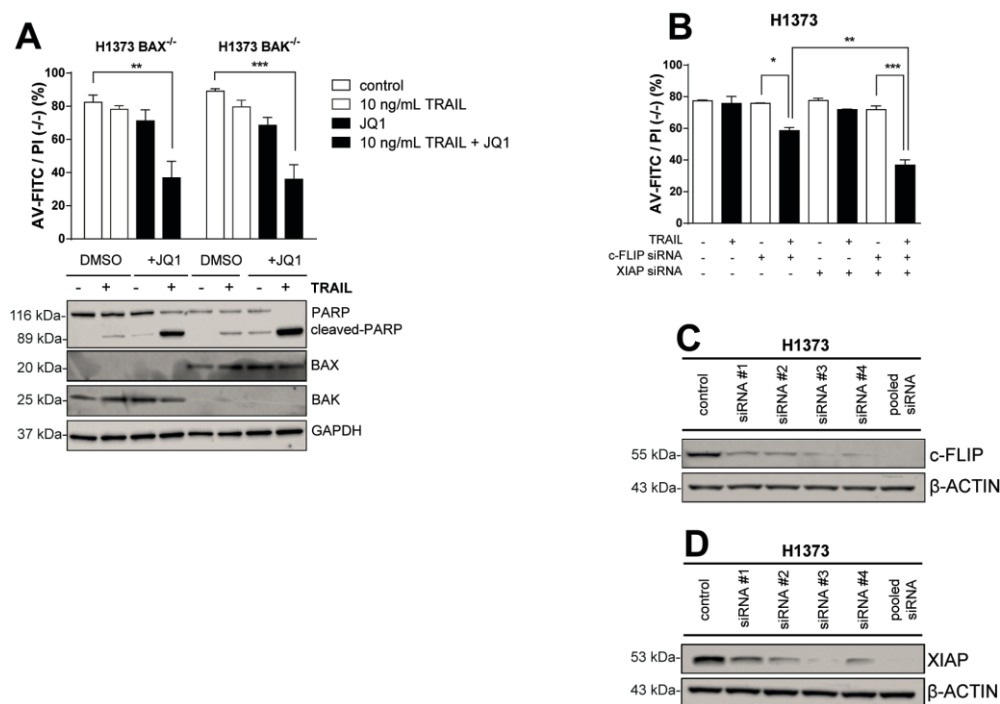 A
H1373 BAX-/-
H1373 BAK-/-
**
***
AV-FITC / PI (-/-) (%)
100
80
60
40
20
0
control
10 ng/mL TRAIL
JQ1
10 ng/mL TRAIL + JQ1
DMSO +JQ1 DMSO +JQ1
- + - + - + - + TRAIL
116 kDa- PARP
cleaved-PARP
89 kDa-
20 kDa- BAX
25 kDa- BAK
37 kDa- GAPDH
B
H1373
**
*
***
AV-FITC / PI (-/-) (%)
100
80
60
40
20
0
TRAIL - + - + - + - +
c-FLIP siRNA - - + + - - + +
XIAP siRNA - - - - + + + +
C
H1373
control
siRNA #1
siRNA #2
siRNA #3
siRNA #4
pooled
siRNA
55 kDa- c-FLIP
43 kDa- β-ACTIN
D
H1373
control
siRNA #1
siRNA #2
siRNA #3
siRNA #4
pooled
siRNA
53 kDa- XIAP
43 kDa- β-ACTIN